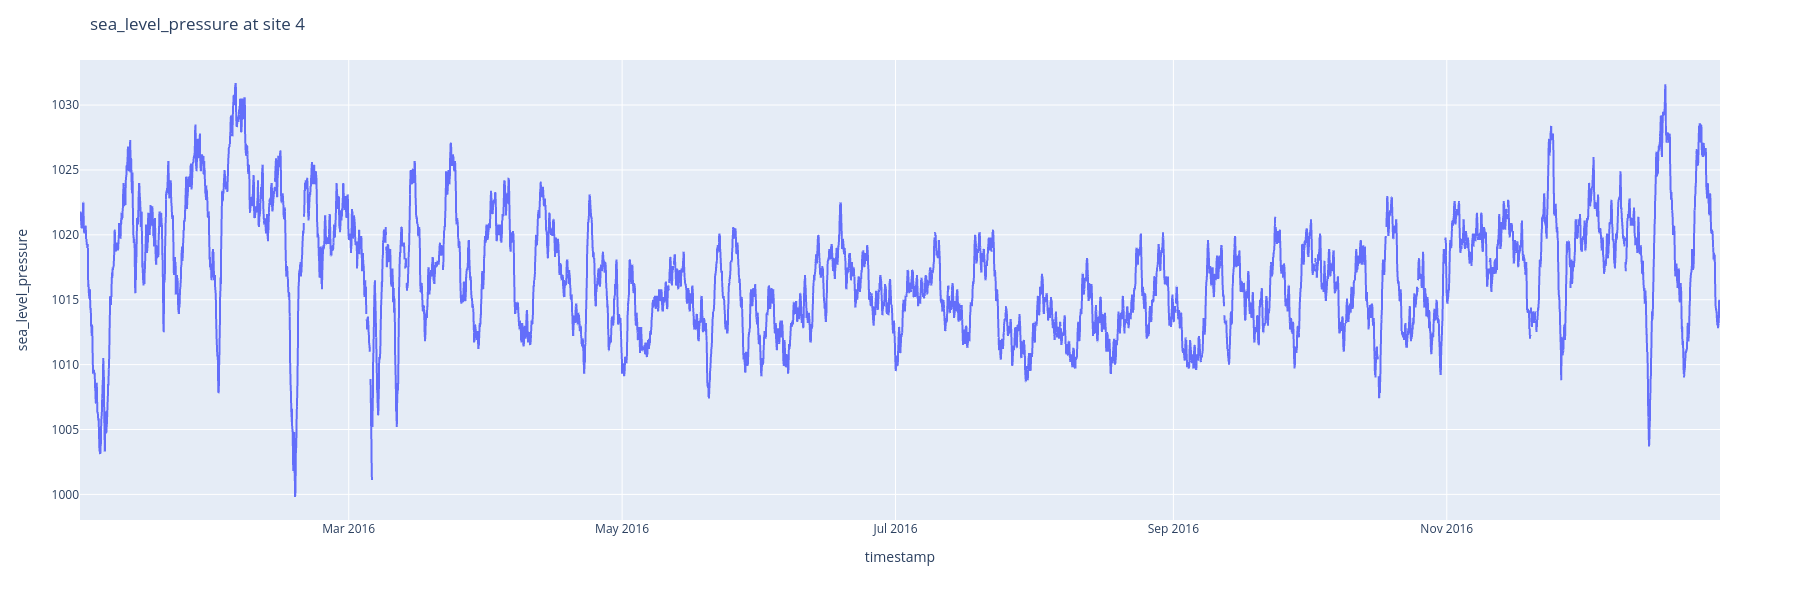 sea_level_pressure at site 4
sea_level_pressure
1030
1025
1020
1015
1010
1005
1000
Mar 2016
May 2016
Jul 2016
Sep 2016
Nov 2016
timestamp